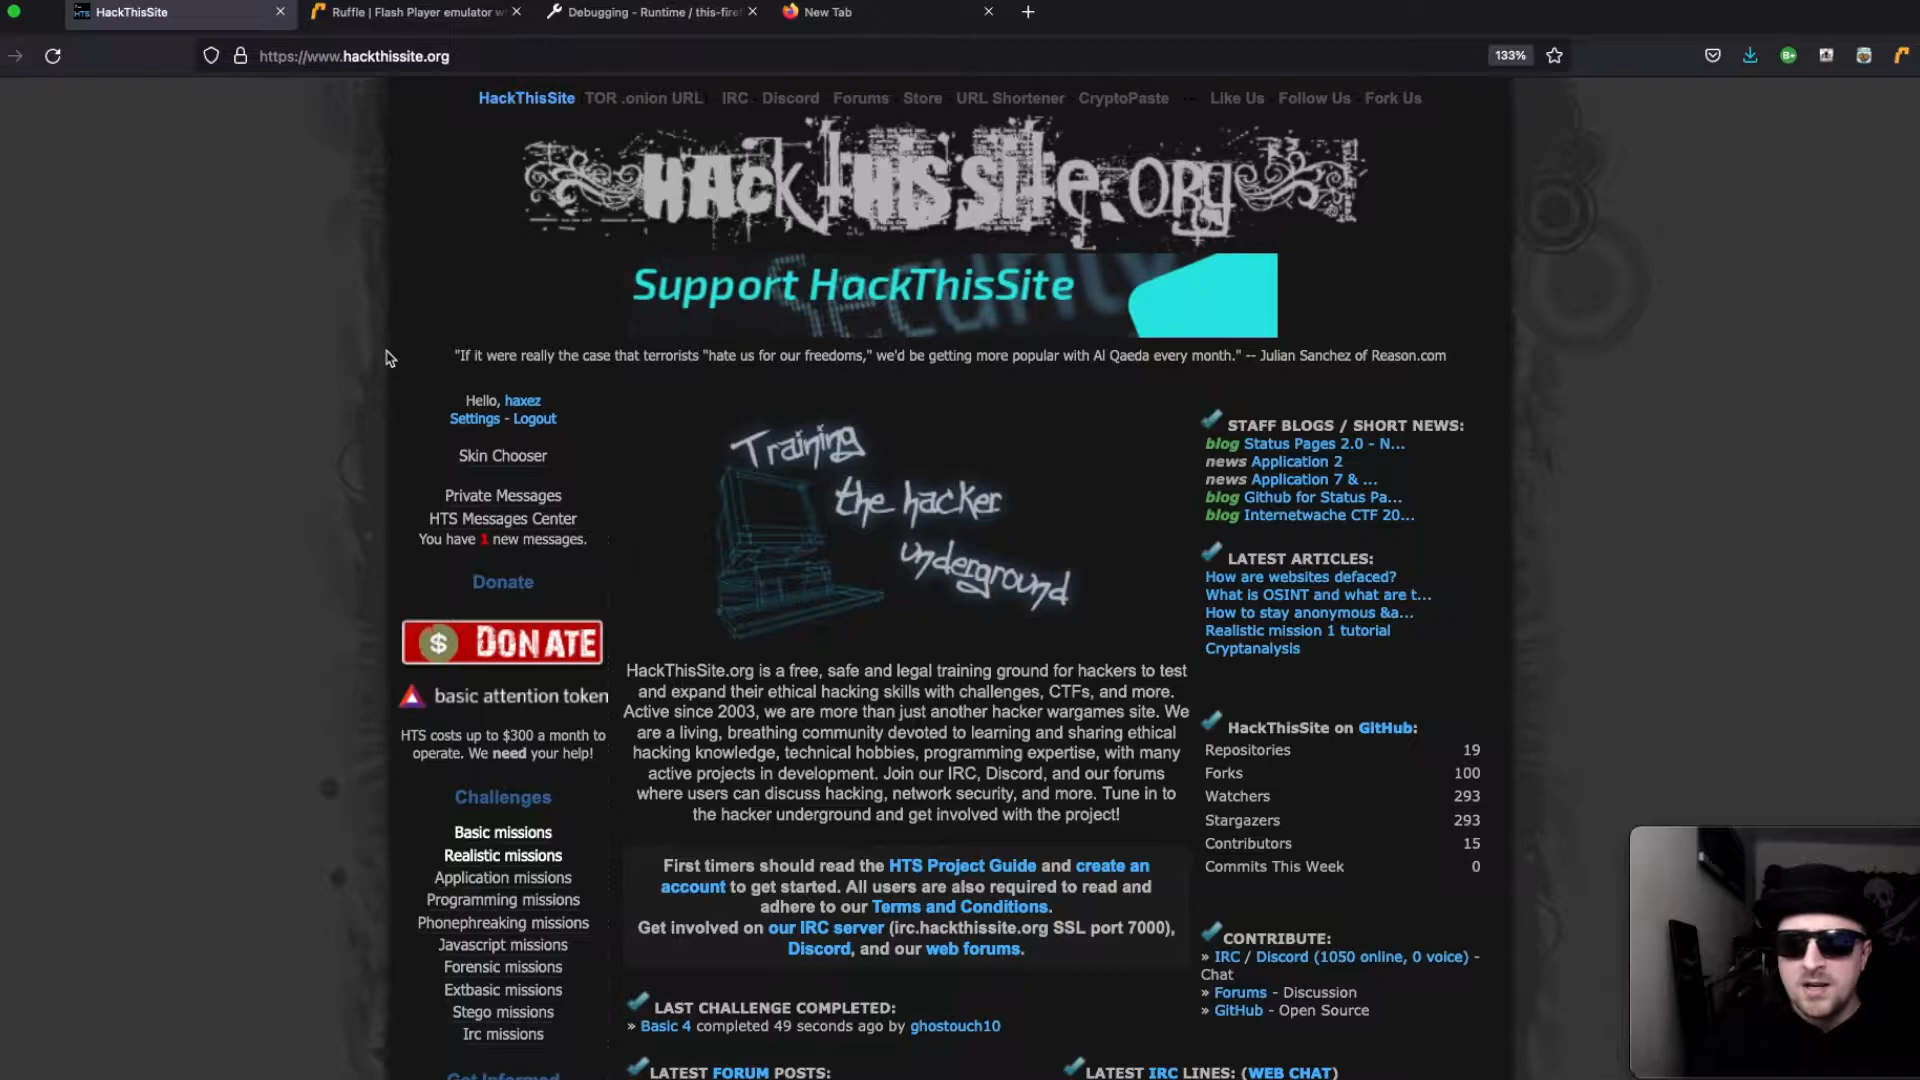 HackThisSite
Ruffle | Flash Player emulator w
Debugging - Runtime / this-firef
New Tab
https://www.hackthissite.org
133%
HackThisSite TOR .onion URL IRC - Discord Forums - Store - URL Shortener - CryptoPaste -- Like Us - Follow Us - Fork Us
HackThisSite.ORG
Support HackThisSite
Security
"If it were really the case that terrorists "hate us for our freedoms," we'd be getting more popular with Al Qaeda every month." -- Julian Sanchez of Reason.com
Hello, haxez
Settings - Logout
Skin Chooser
Private Messages
HTS Messages Center
You have 1 new messages.
Donate
$ DONATE
basic attention token
HTS costs up to $300 a month to
operate. We need your help!
Challenges
Basic missions
Realistic missions
Application missions
Programming missions
Phonephreaking missions
Javascript missions
Forensic missions
Extbasic missions
Stego missions
Irc missions
Get Informed
Training
the hacker
underground
HackThisSite.org is a free, safe and legal training ground for hackers to test
and expand their ethical hacking skills with challenges, CTFs, and more.
Active since 2003, we are more than just another hacker wargames site. We
are a living, breathing community devoted to learning and sharing ethical
hacking knowledge, technical hobbies, programming expertise, with many
active projects in development. Join our IRC, Discord, and our forums
where users can discuss hacking, network security, and more. Tune in to
the hacker underground and get involved with the project!
First timers should read the HTS Project Guide and create an
account to get started. All users are also required to read and
adhere to our Terms and Conditions.
Get involved on our IRC server (irc.hackthissite.org SSL port 7000),
Discord, and our web forums.
LAST CHALLENGE COMPLETED:
» Basic 4 completed 49 seconds ago by ghostouch10
LATEST FORUM POSTS:
LATEST IRC LINES: (WEB CHAT)
STAFF BLOGS / SHORT NEWS:
blog Status Pages 2.0 - N...
news Application 2
news Application 7 & ...
blog Github for Status Pa...
blog Internetwache CTF 20...
LATEST ARTICLES:
How are websites defaced?
What is OSINT and what are t...
How to stay anonymous &a...
Realistic mission 1 tutorial
Cryptanalysis
HackThisSite on GitHub:
Repositories 19
Forks 100
Watchers 293
Stargazers 293
Contributors 15
Commits This Week 0
CONTRIBUTE:
» IRC / Discord (1050 online, 0 voice) -
Chat
» Forums - Discussion
» GitHub - Open Source